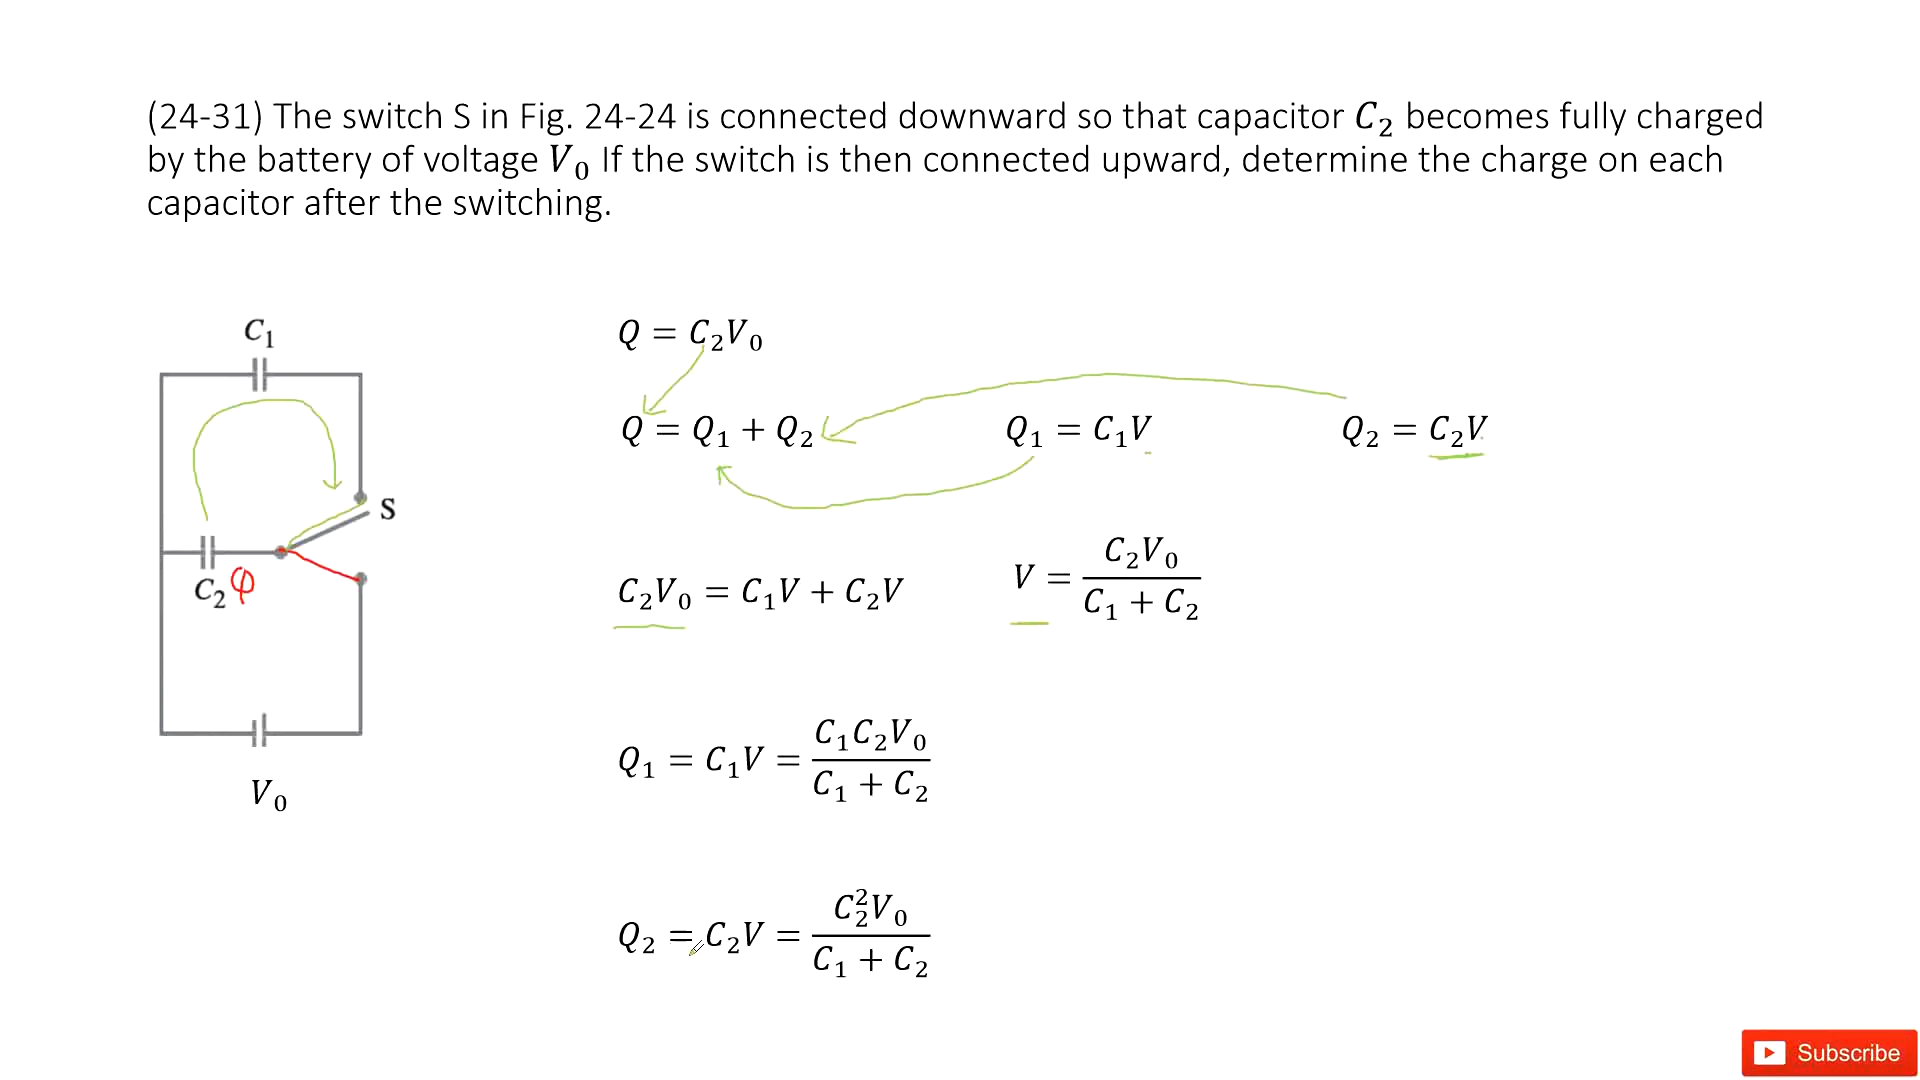 (24-31) The switch S in Fig. 24-24 is connected downward so that capacitor C₂ becomes fully charged
by the battery of voltage V₀ If the switch is then connected upward, determine the charge on each
capacitor after the switching.
C₁
S
C₂ Q
V₀
Q = C₂V₀
Q = Q₁ + Q₂
Q₁ = C₁V
Q₂ = C₂V
C₂V₀ = C₁V + C₂V
V = C₂V₀ / (C₁ + C₂)
Q₁ = C₁V = C₁C₂V₀ / (C₁ + C₂)
Q₂ = C₂V = C₂²V₀ / (C₁ + C₂)
Subscribe